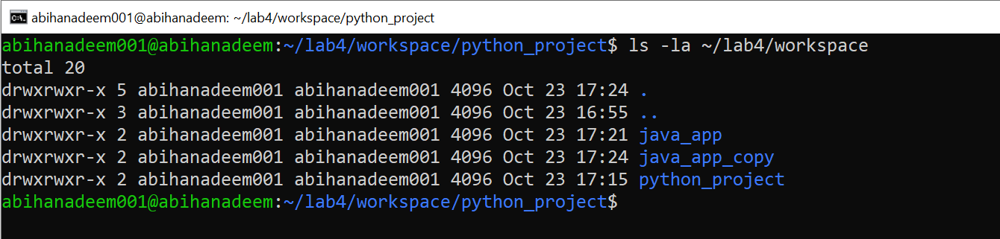 abihanadeem001@abihanadeem: ~/lab4/workspace/python_project
abihanadeem001@abihanadeem:~/lab4/workspace/python_project$ ls -la ~/lab4/workspace
total 20
drwxrwxr-x 5 abihanadeem001 abihanadeem001 4096 Oct 23 17:24 .
drwxrwxr-x 3 abihanadeem001 abihanadeem001 4096 Oct 23 16:55 ..
drwxrwxr-x 2 abihanadeem001 abihanadeem001 4096 Oct 23 17:21 java_app
drwxrwxr-x 2 abihanadeem001 abihanadeem001 4096 Oct 23 17:24 java_app_copy
drwxrwxr-x 2 abihanadeem001 abihanadeem001 4096 Oct 23 17:15 python_project
abihanadeem001@abihanadeem:~/lab4/workspace/python_project$